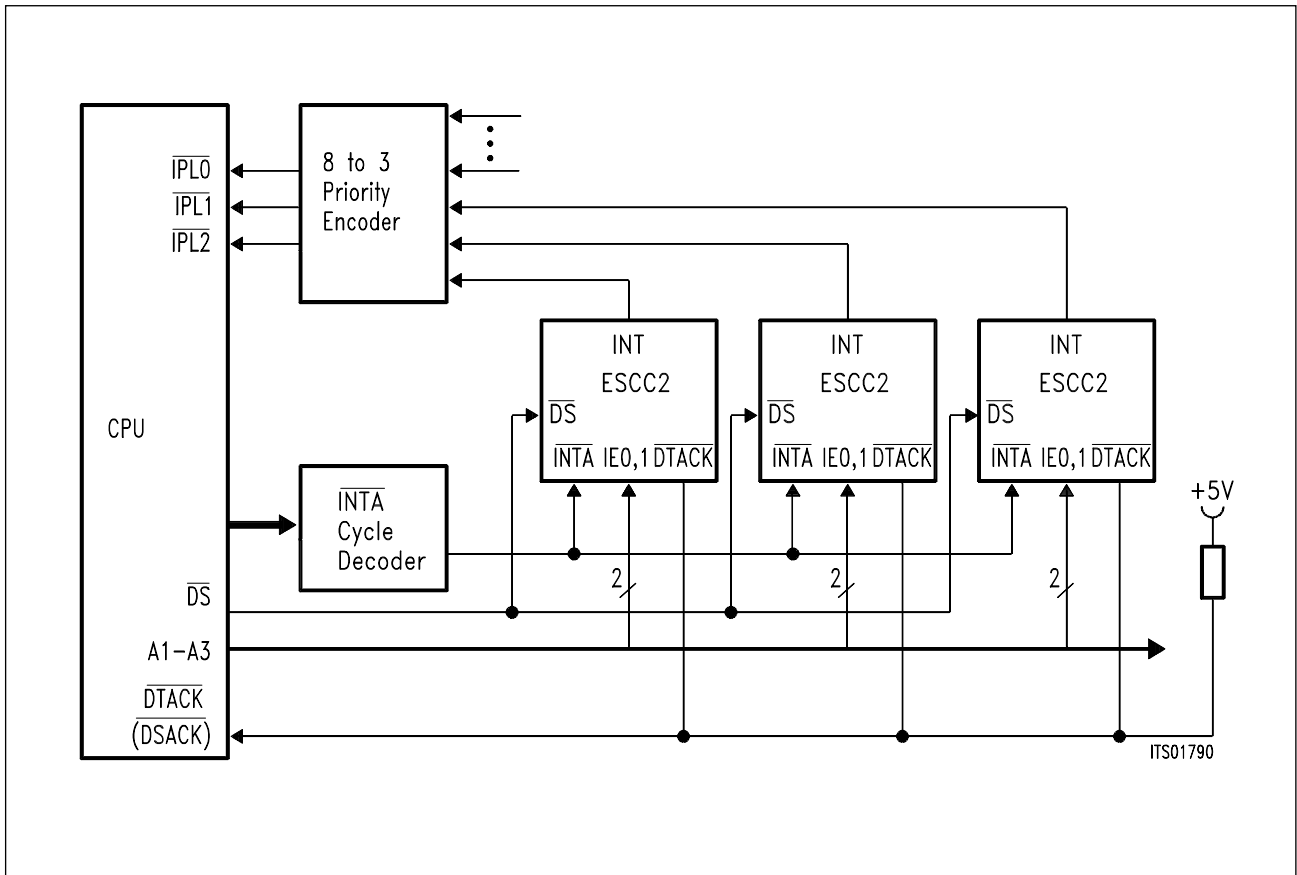 IPL0
IPL1
IPL2
8 to 3
Priority
Encoder
INT
ESCC2
DS
INTA IE0,1 DTACK
INT
ESCC2
DS
INTA IE0,1 DTACK
INT
ESCC2
DS
INTA IE0,1 DTACK
CPU
INTA
Cycle
Decoder
+5V
2
2
2
DS
A1-A3
DTACK
(DSACK)
ITS01790